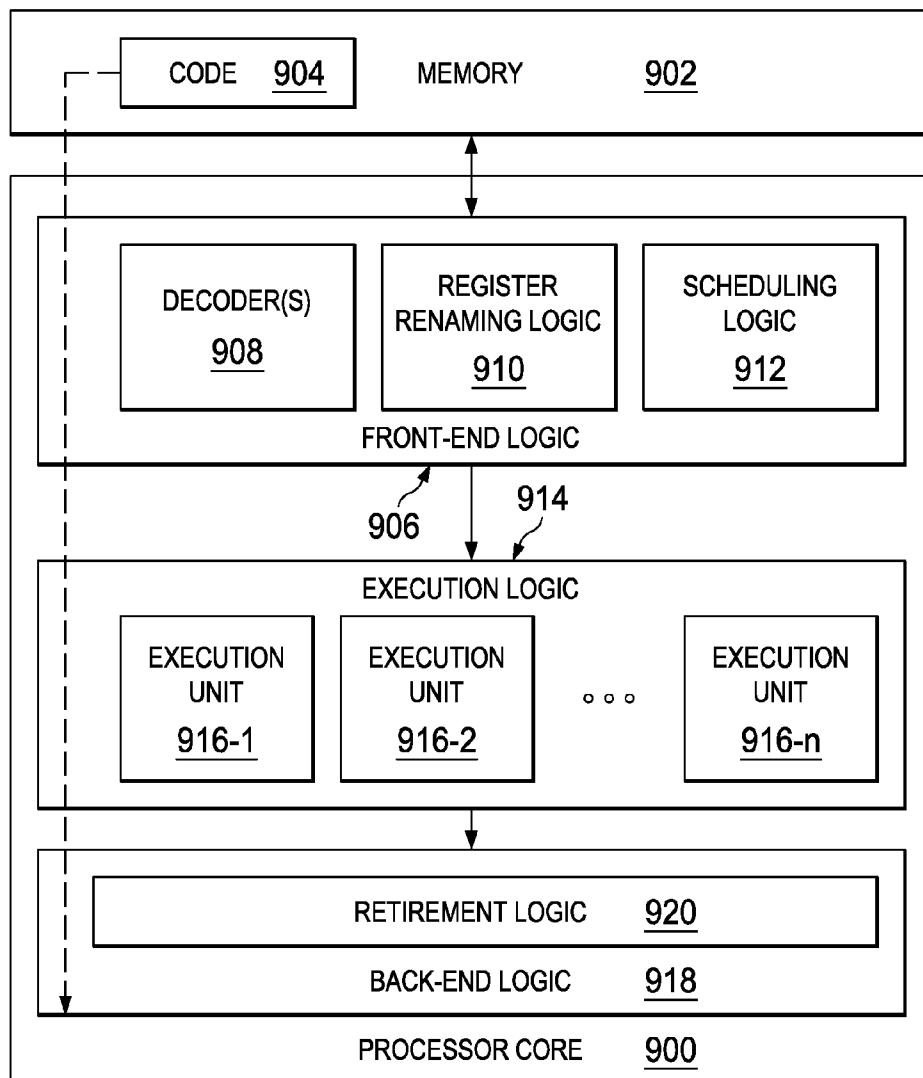 CODE 904 MEMORY 902
DECODER(S)
908
REGISTER
RENAMING LOGIC
910
SCHEDULING
LOGIC
912
FRONT-END LOGIC
906
914
EXECUTION LOGIC
EXECUTION
UNIT
916-1
EXECUTION
UNIT
916-2
EXECUTION
UNIT
916-n
RETIREMENT LOGIC 920
BACK-END LOGIC 918
PROCESSOR CORE 900